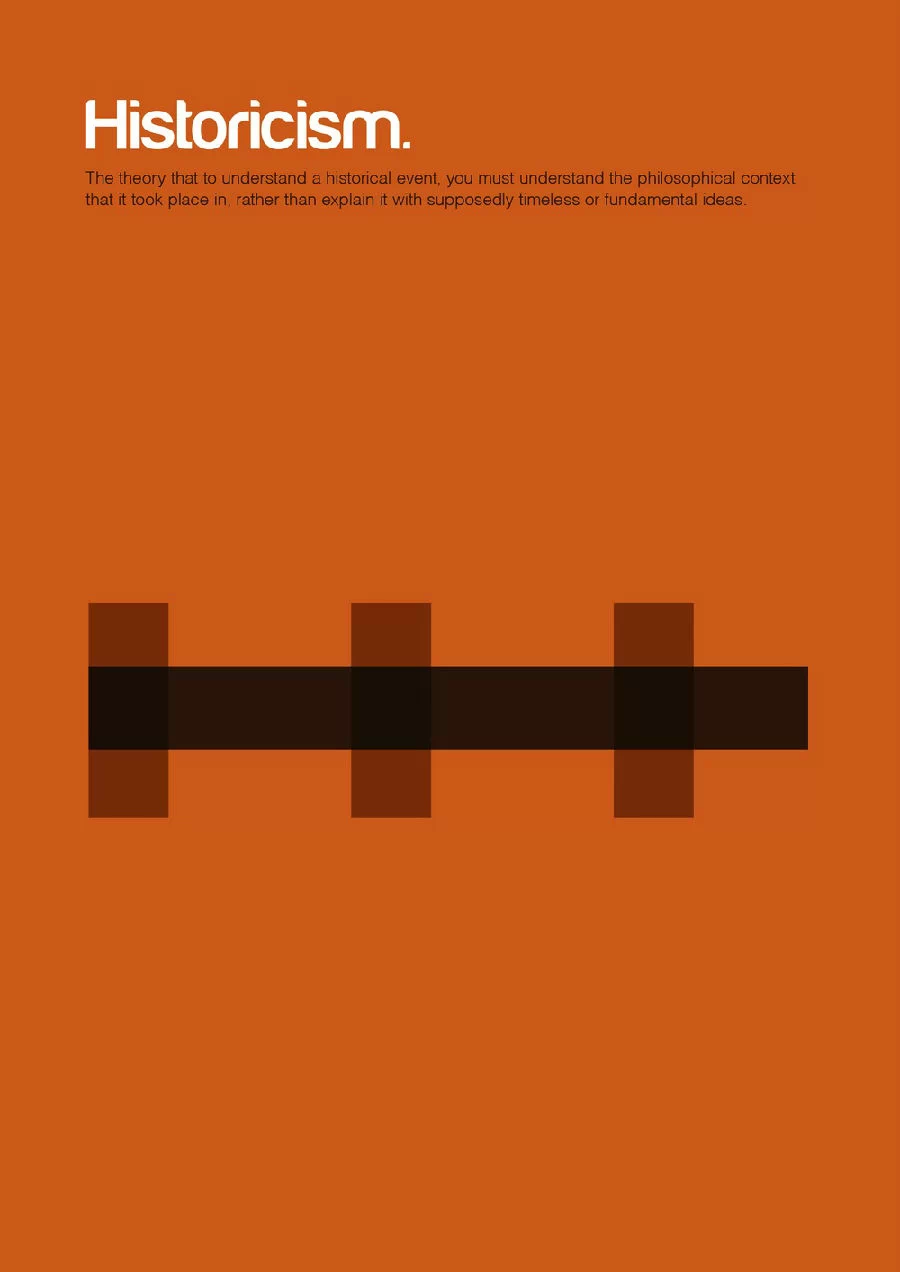 Historicism.
The theory that to understand a historical event, you must understand the philosophical context
that it took place in, rather than explain it with supposedly timeless or fundamental ideas.